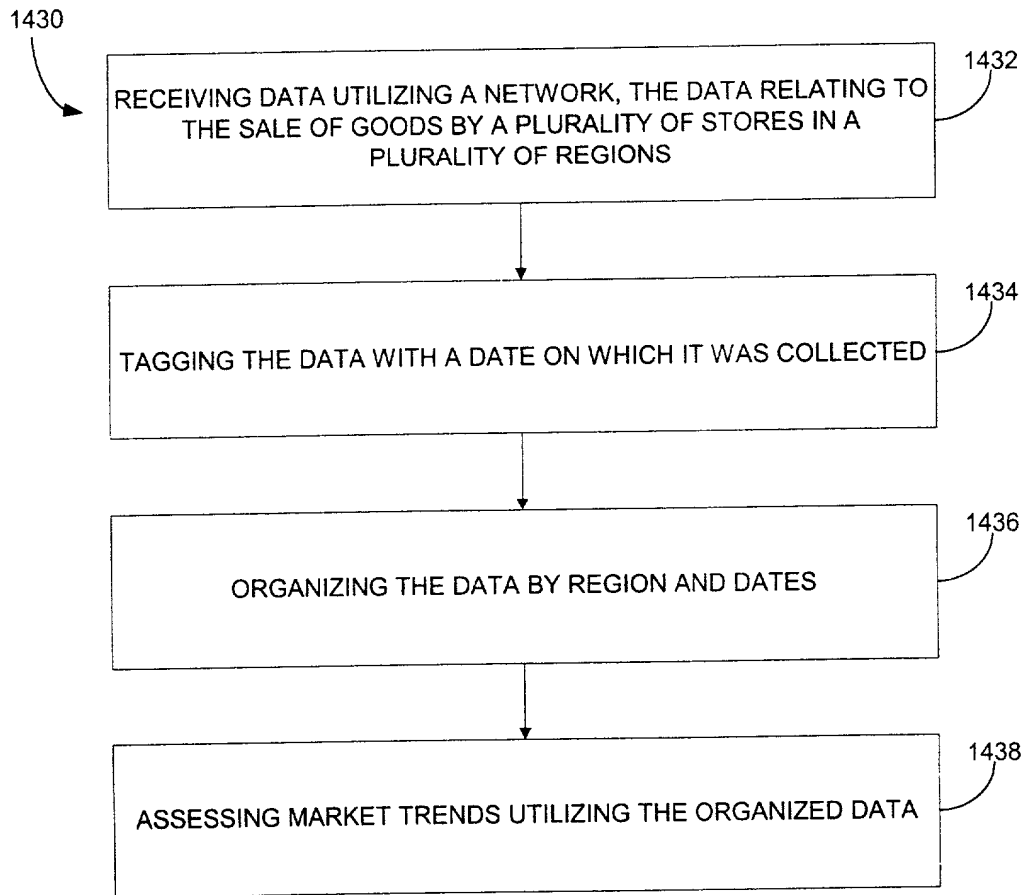 1430
1432
RECEIVING DATA UTILIZING A NETWORK, THE DATA RELATING TO
THE SALE OF GOODS BY A PLURALITY OF STORES IN A
PLURALITY OF REGIONS
1434
TAGGING THE DATA WITH A DATE ON WHICH IT WAS COLLECTED
1436
ORGANIZING THE DATA BY REGION AND DATES
1438
ASSESSING MARKET TRENDS UTILIZING THE ORGANIZED DATA